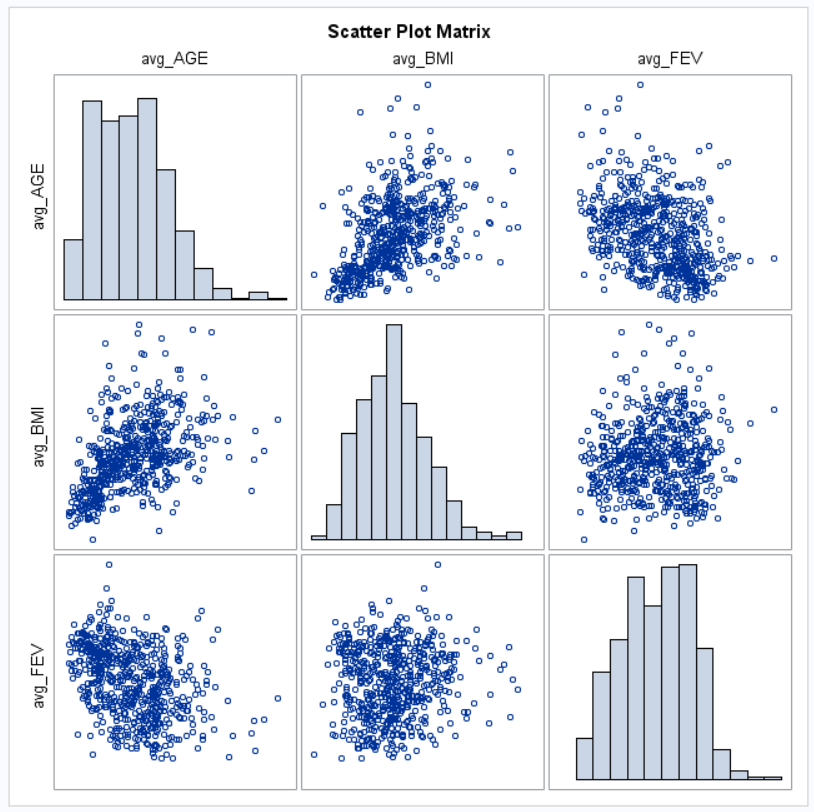 Scatter Plot Matrix
avg_AGE avg_BMI avg_FEV
avg_AGE
avg_BMI
avg_FEV